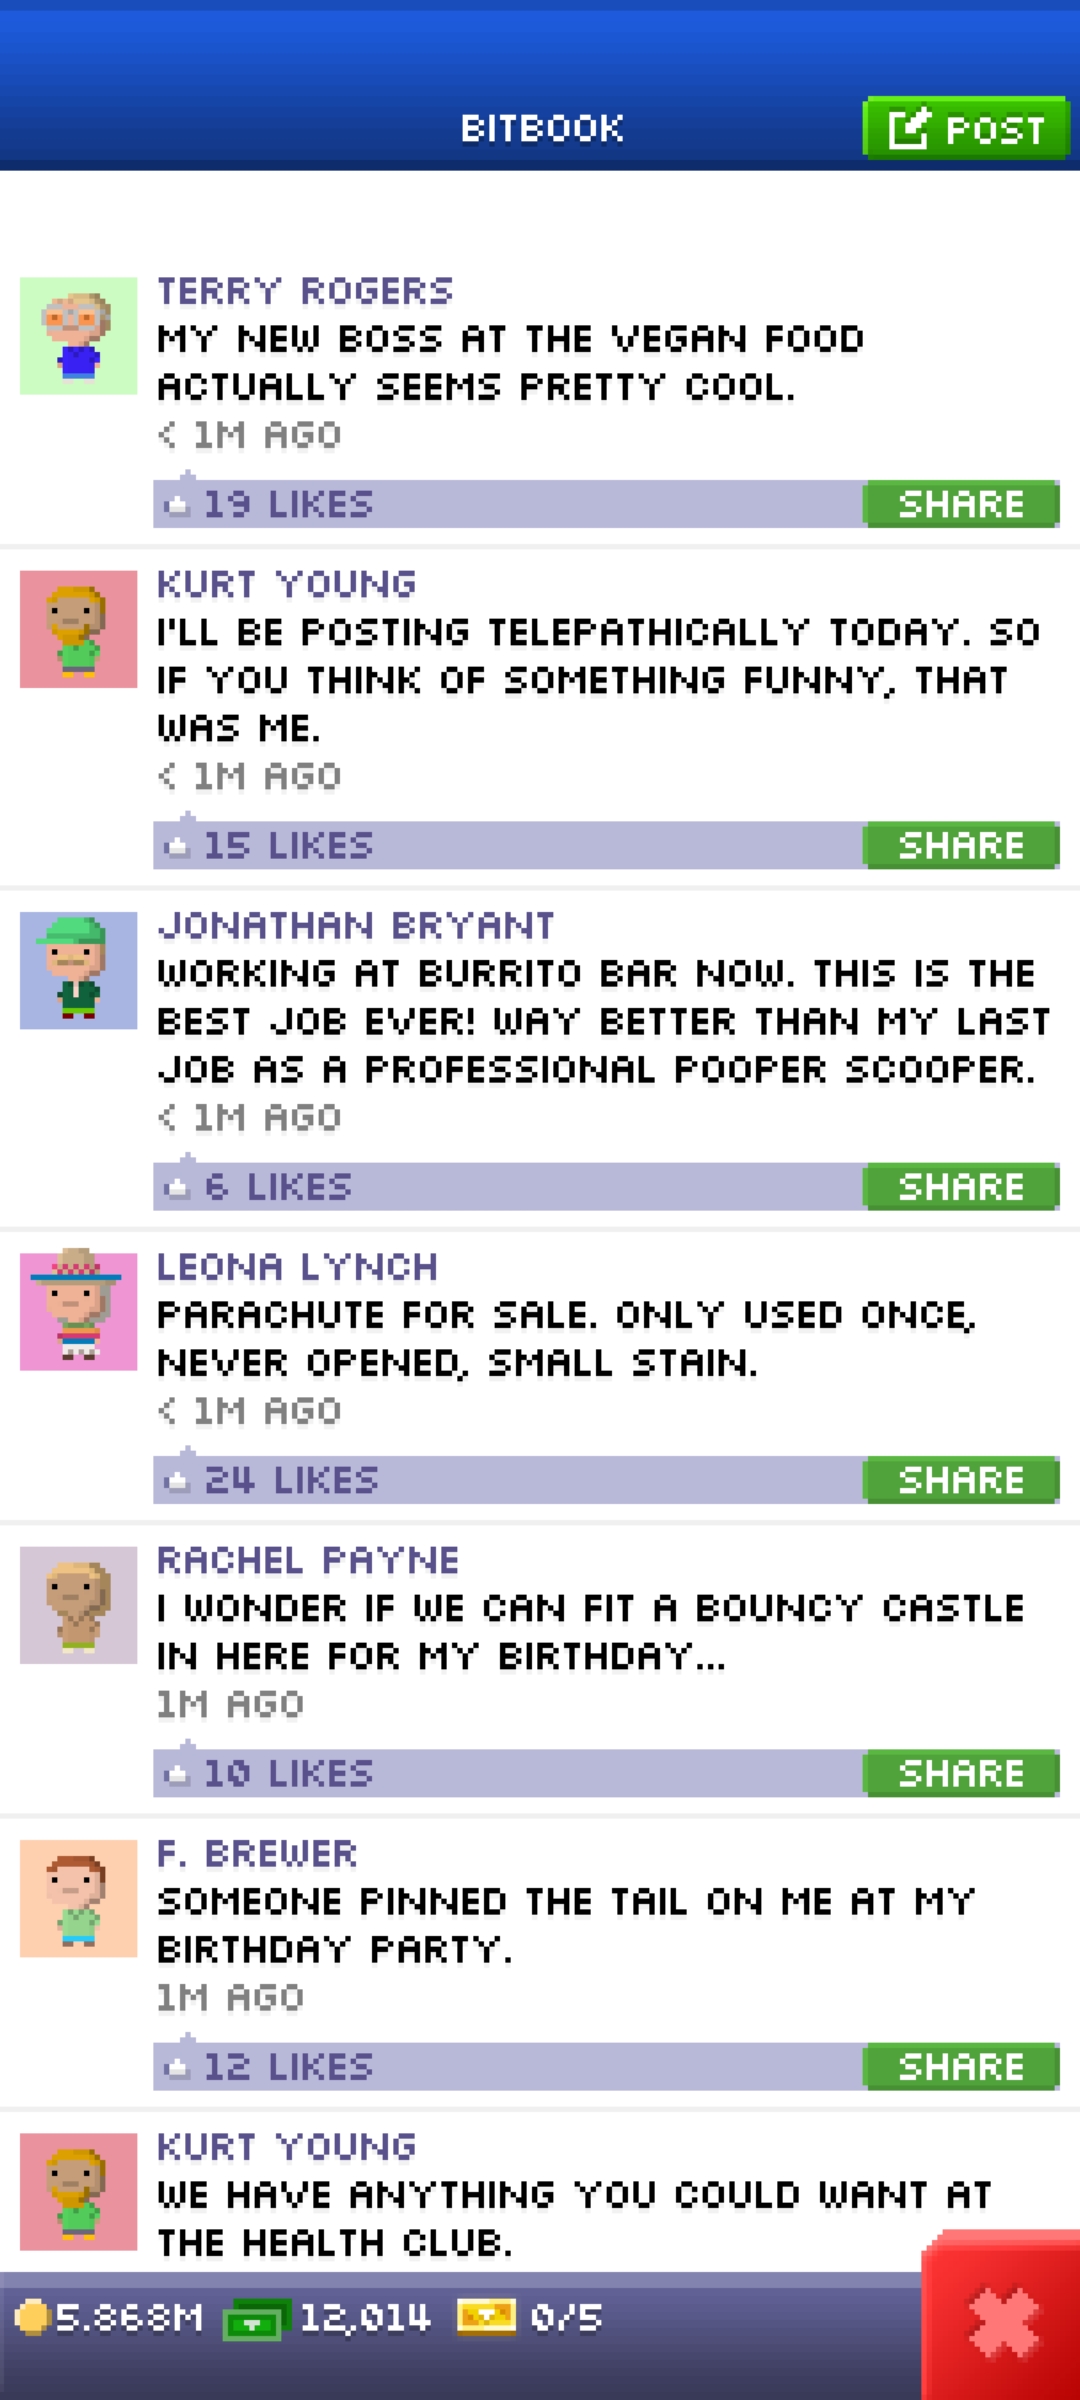 BITBOOK
POST
TERRY ROGERS
MY NEW BOSS AT THE VEGAN FOOD
ACTUALLY SEEMS PRETTY COOL.
< 1M AGO
19 LIKES
SHARE
KURT YOUNG
I'LL BE POSTING TELEPATHICALLY TODAY. SO
IF YOU THINK OF SOMETHING FUNNY, THAT
WAS ME.
< 1M AGO
15 LIKES
SHARE
JONATHAN BRYANT
WORKING AT BURRITO BAR NOW. THIS IS THE
BEST JOB EVER! WAY BETTER THAN MY LAST
JOB AS A PROFESSIONAL POOPER SCOOPER.
< 1M AGO
6 LIKES
SHARE
LEONA LYNCH
PARACHUTE FOR SALE. ONLY USED ONCE,
NEVER OPENED, SMALL STAIN.
< 1M AGO
24 LIKES
SHARE
RACHEL PAYNE
I WONDER IF WE CAN FIT A BOUNCY CASTLE
IN HERE FOR MY BIRTHDAY...
1M AGO
10 LIKES
SHARE
F. BREWER
SOMEONE PINNED THE TAIL ON ME AT MY
BIRTHDAY PARTY.
1M AGO
12 LIKES
SHARE
KURT YOUNG
WE HAVE ANYTHING YOU COULD WANT AT
THE HEALTH CLUB.
5.868M 12,014 0/5